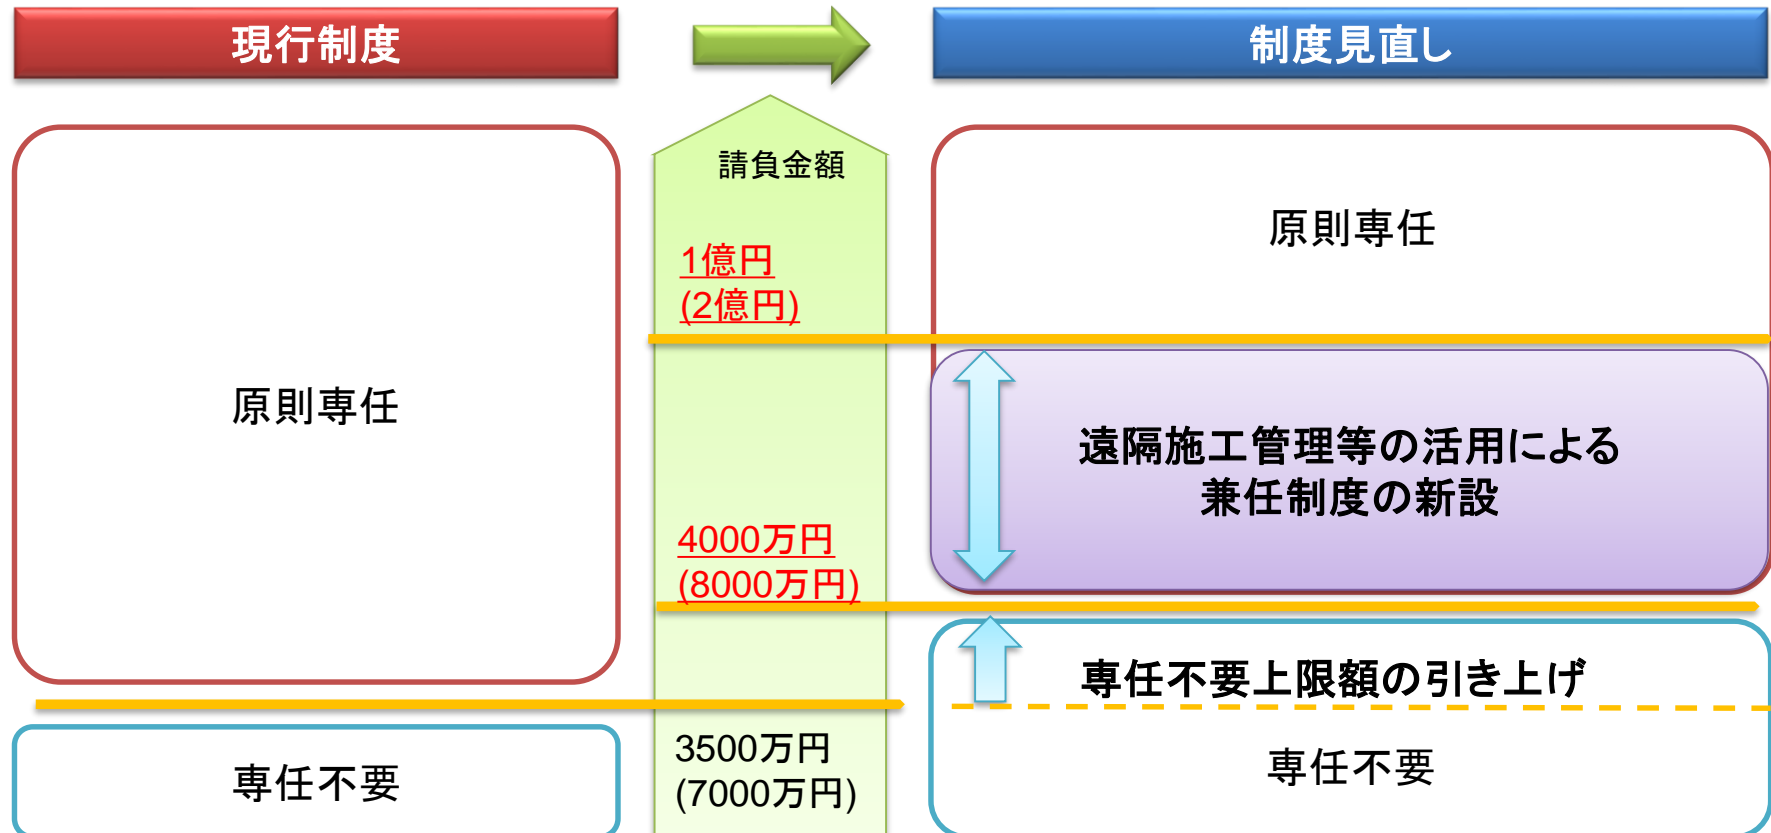 現行制度
制度見直し
請負金額
1億円
(2億円)
4000万円
(8000万円)
3500万円
(7000万円)
原則専任
専任不要
原則専任
遠隔施工管理等の活用による
兼任制度の新設
専任不要上限額の引き上げ
専任不要